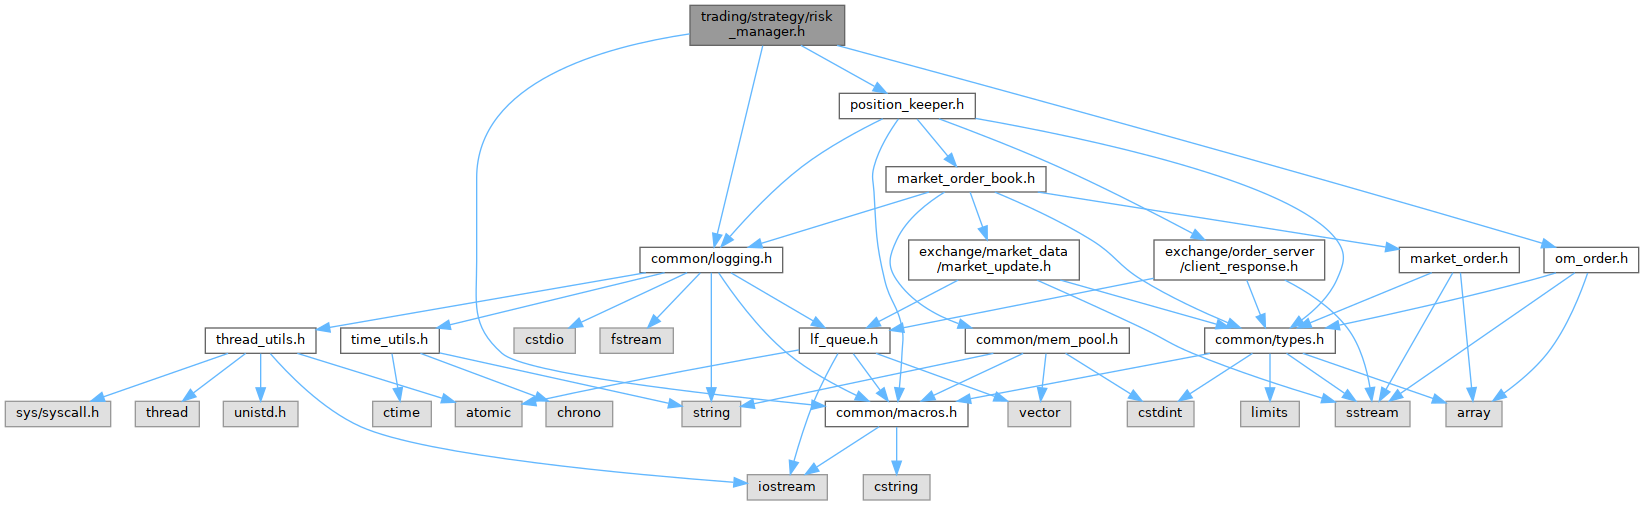 trading/strategy/risk
_manager.h
position_keeper.h
market_order_book.h
common/logging.h
exchange/market_data
/market_update.h
exchange/order_server
/client_response.h
market_order.h
om_order.h
thread_utils.h
time_utils.h
cstdio
fstream
lf_queue.h
common/mem_pool.h
common/types.h
sys/syscall.h
thread
unistd.h
ctime
atomic
chrono
string
common/macros.h
vector
cstdint
limits
sstream
array
iostream
cstring